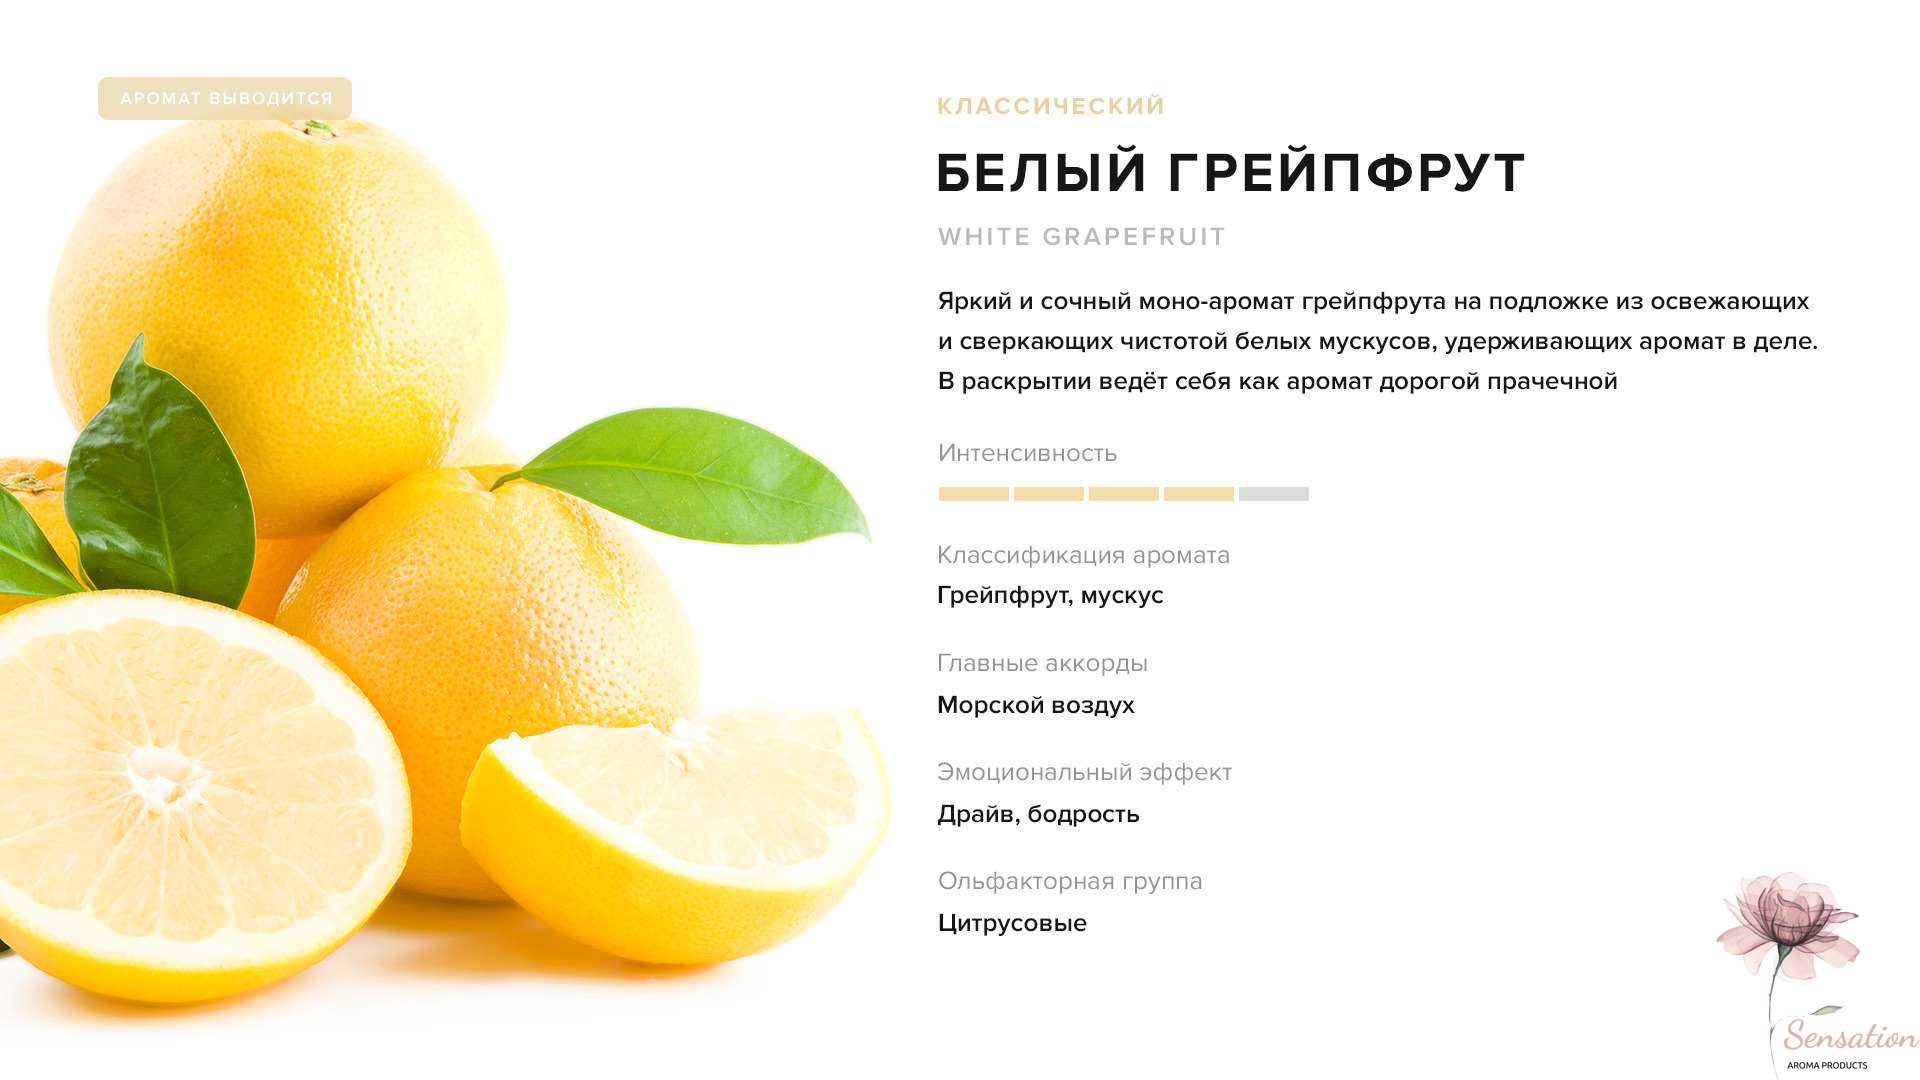 АРОМАТ ВЫВОДИТСЯ
КЛАССИЧЕСКИЙ
БЕЛЫЙ ГРЕЙПФРУТ
WHITE GRAPEFRUIT
Яркий и сочный моно-аромат грейпфрута на подложке из освежающих
и сверкающих чистотой белых мускусов, удерживающих аромат в деле.
В раскрытии ведёт себя как аромат дорогой прачечной
Интенсивность
Классификация аромата
Грейпфрут, мускус
Главные аккорды
Морской воздух
Эмоциональный эффект
Драйв, бодрость
Ольфакторная группа
Цитрусовые
Sensation
AROMA PRODUCTS